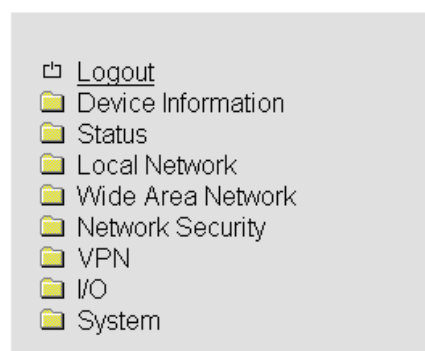 Logout
Device Information
Status
Local Network
Wide Area Network
Network Security
VPN
I/O
System